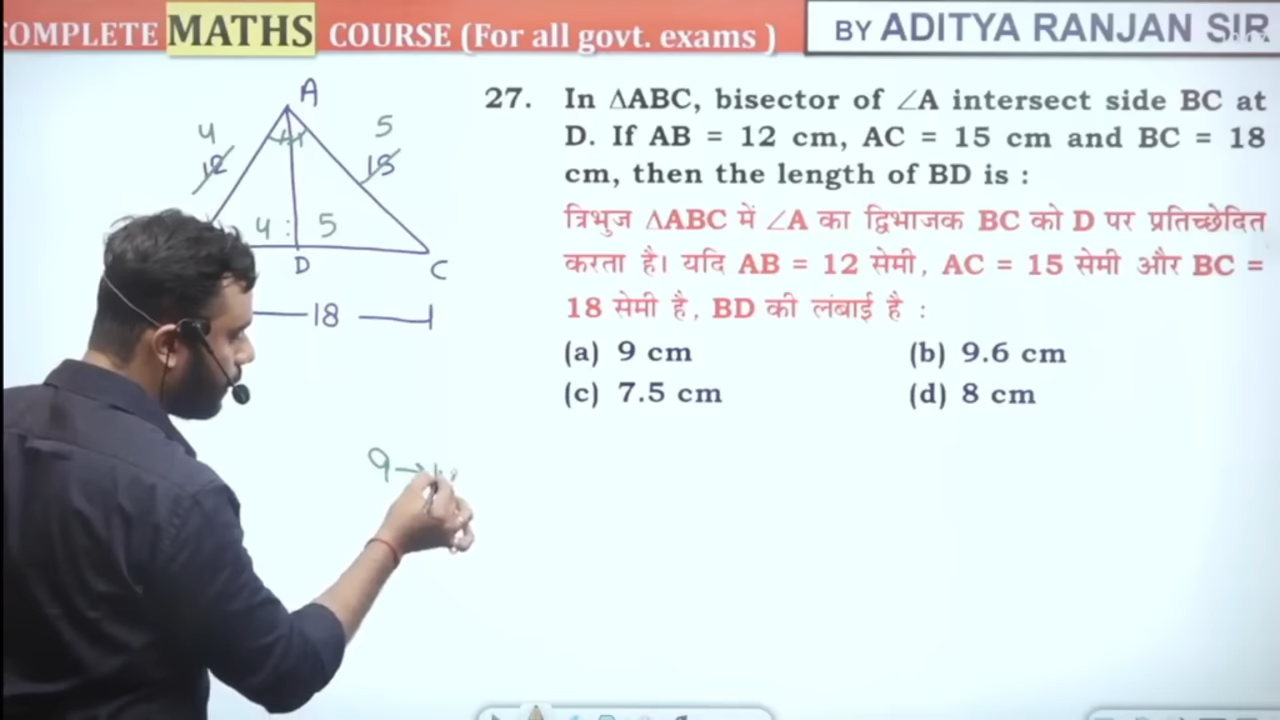 COMPLETE MATHS COURSE (For all govt. exams )
BY ADITYA RANJAN SIR
27. In ΔABC, bisector of ∠A intersect side BC at
D. If AB = 12 cm, AC = 15 cm and BC = 18
cm, then the length of BD is :
त्रिभुज ΔABC में ∠A का द्विभाजक BC को D पर प्रतिच्छेदित
करता है। यदि AB = 12 सेमी, AC = 15 सेमी और BC =
18 सेमी है, BD की लंबाई है :
(a) 9 cm (b) 9.6 cm
(c) 7.5 cm (d) 8 cm
A
4 5
12 15
4 : 5
D C
18
9→